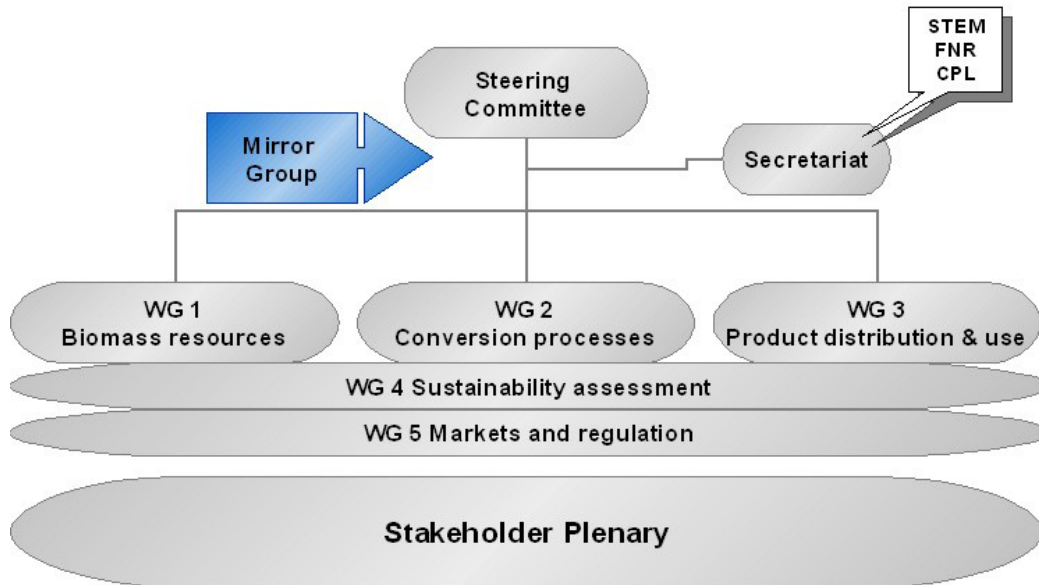 STEM
FNR
CPL
Steering
Committee
Mirror
Group
Secretariat
WG 1
Biomass resources
WG 2
Conversion processes
WG 3
Product distribution & use
WG 4 Sustainability assessment
WG 5 Markets and regulation
Stakeholder Plenary